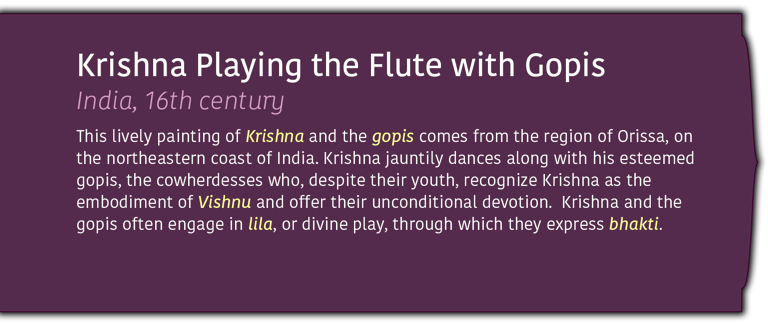 Krishna Playing the Flute with Gopis
India, 16th century
This lively painting of Krishna and the gopis comes from the region of Orissa, on
the northeastern coast of India. Krishna jauntily dances along with his esteemed
gopis, the cowherdesses who, despite their youth, recognize Krishna as the
embodiment of Vishnu and offer their unconditional devotion.  Krishna and the
gopis often engage in lila, or divine play, through which they express bhakti.